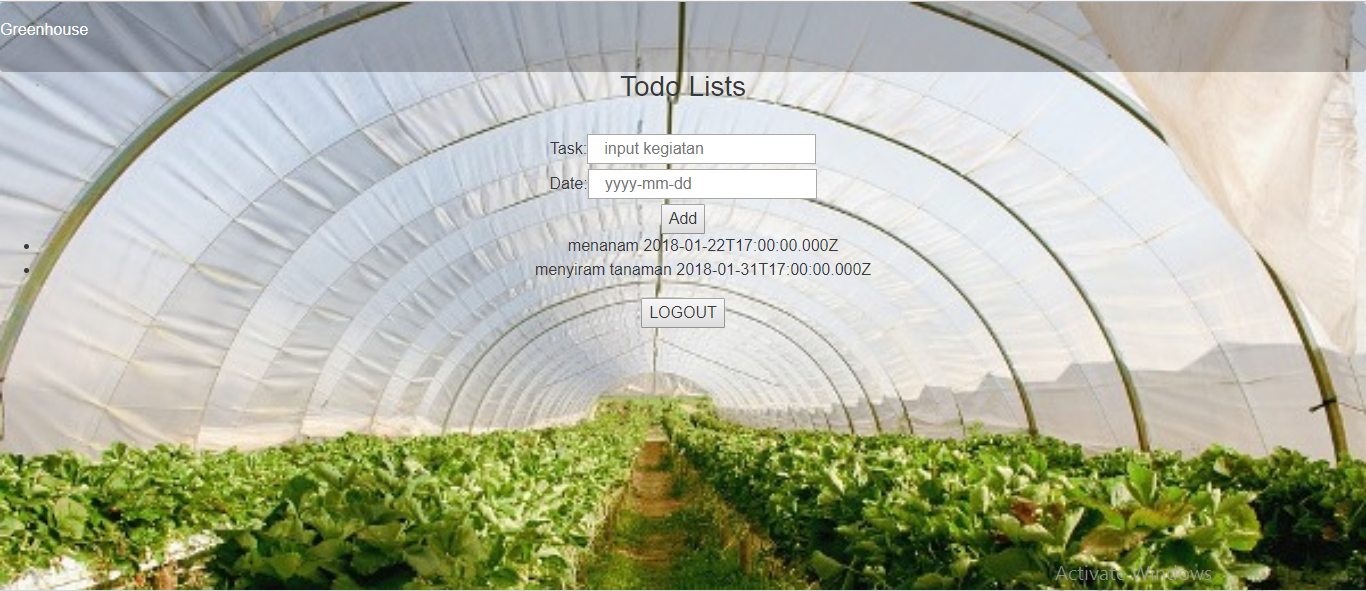 Greenhouse
Todo Lists
Task: input kegiatan
Date: yyyy-mm-dd
Add
menanam 2018-01-22T17:00:00.000Z
menyiram tanaman 2018-01-31T17:00:00.000Z
LOGOUT
Activate Windows